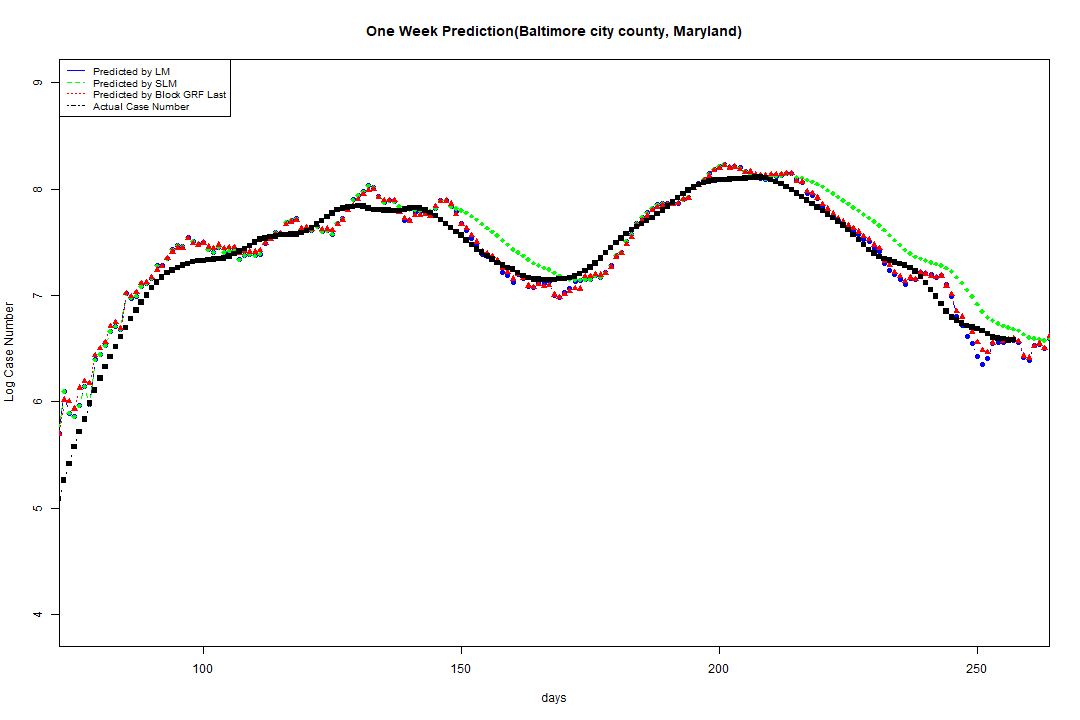 One Week Prediction(Baltimore city county, Maryland)
Predicted by LM
Predicted by SLM
Predicted by Block GRF Last
Actual Case Number
9
8
7
6
5
4
Log Case Number
100 150 200 250
days